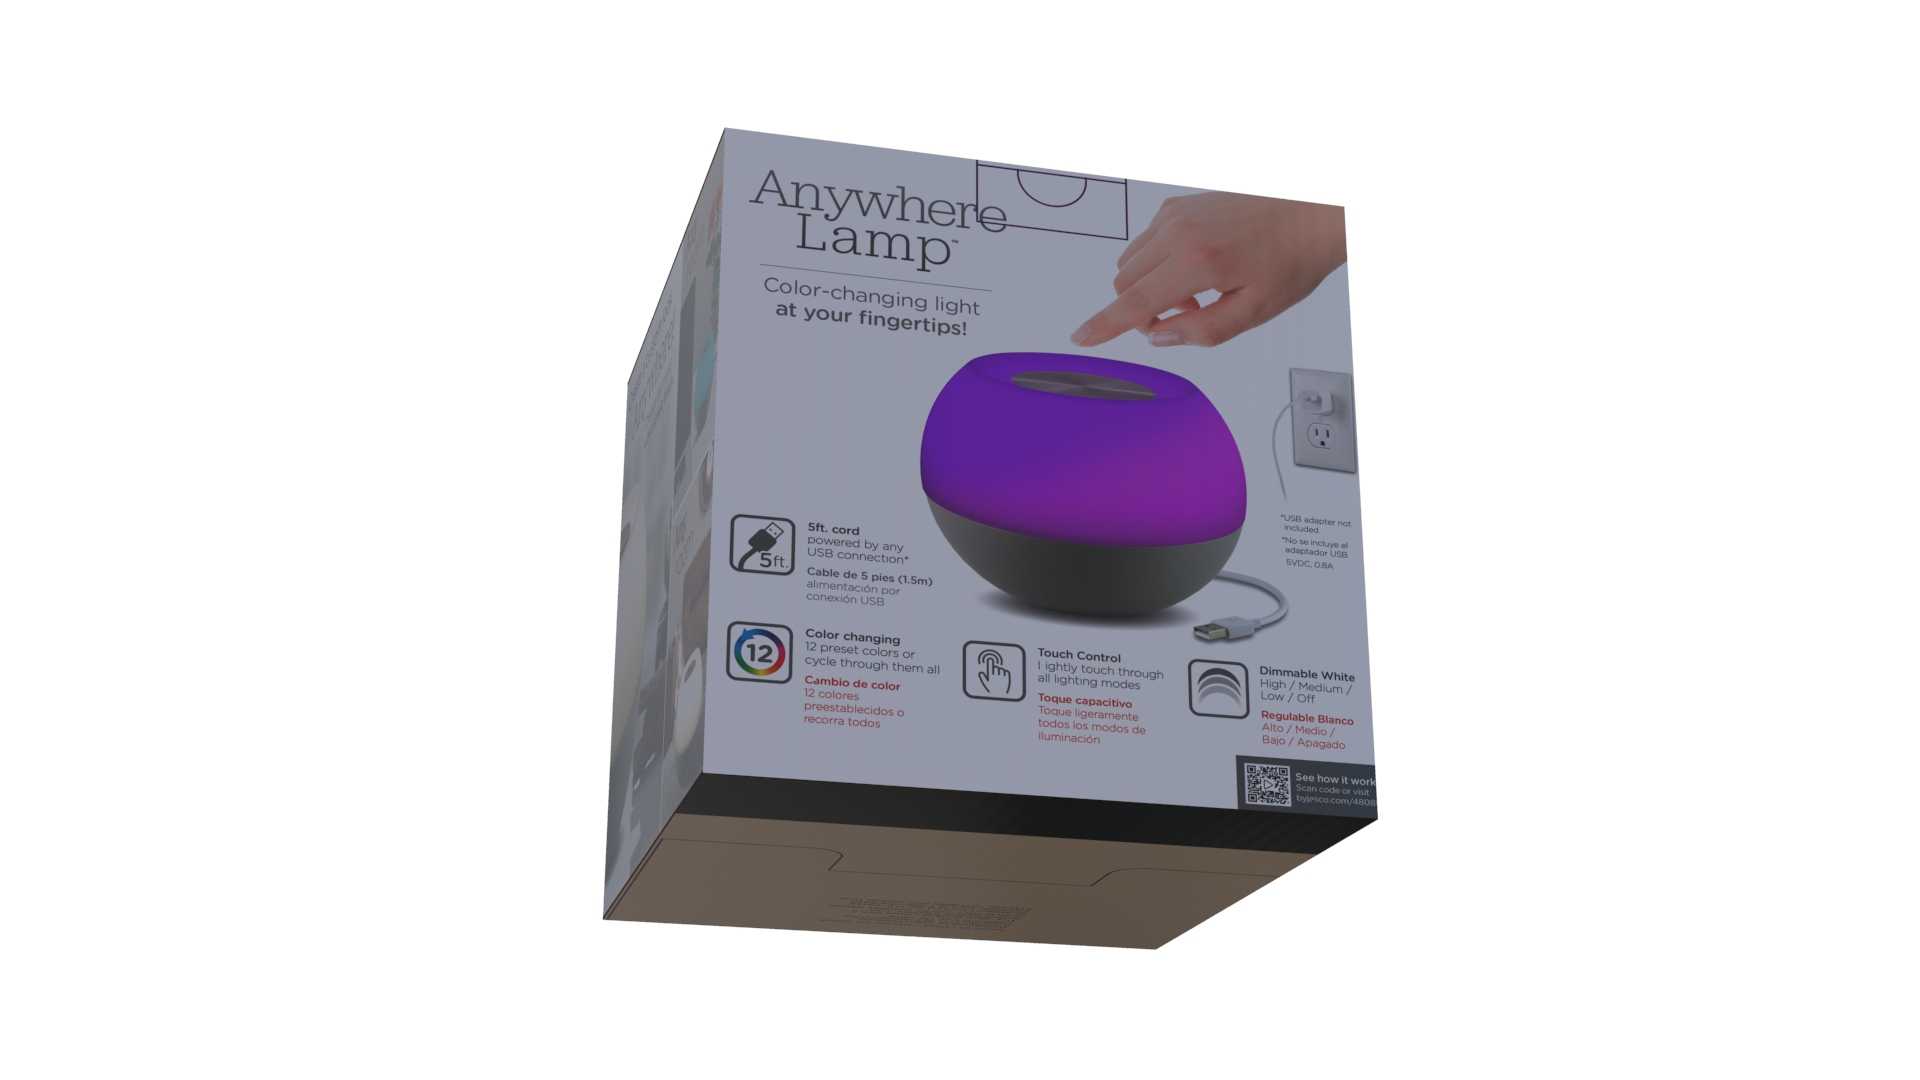 Anywhere
Lamp™
Color-changing light
at your fingertips!
*USB adapter not
included
*No se incluye el
adaptador USB
5VDC, 0.8A
5ft.
5ft. cord
powered by any
USB connection*
Cable de 5 pies (1.5m)
alimentación por
conexión USB
12
Color changing
12 preset colors or
cycle through them all
Cambio de color
12 colores
preestablecidos o
recorra todos
Touch Control
Lightly touch through
all lighting modes
Toque capacitivo
Toque ligeramente
todos los modos de
iluminación
Dimmable White
High / Medium /
Low / Off
Regulable Blanco
Alto / Medio /
Bajo / Apagado
See how it work
Scan code or visit
byjesco.com/4808